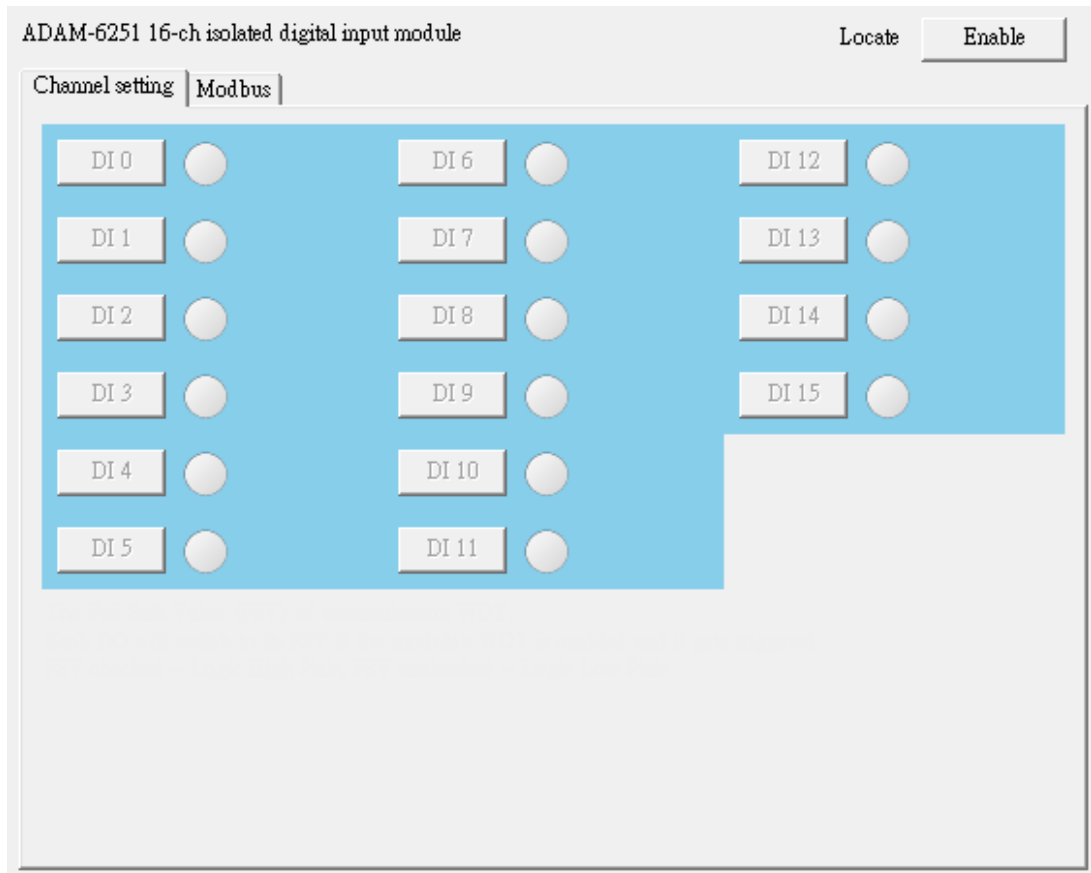 ADAM-6251 16-ch isolated digital input module
Locate
Enable
Channel setting
Modbus
DI 0
DI 6
DI 12
DI 1
DI 7
DI 13
DI 2
DI 8
DI 14
DI 3
DI 9
DI 15
DI 4
DI 10
DI 5
DI 11